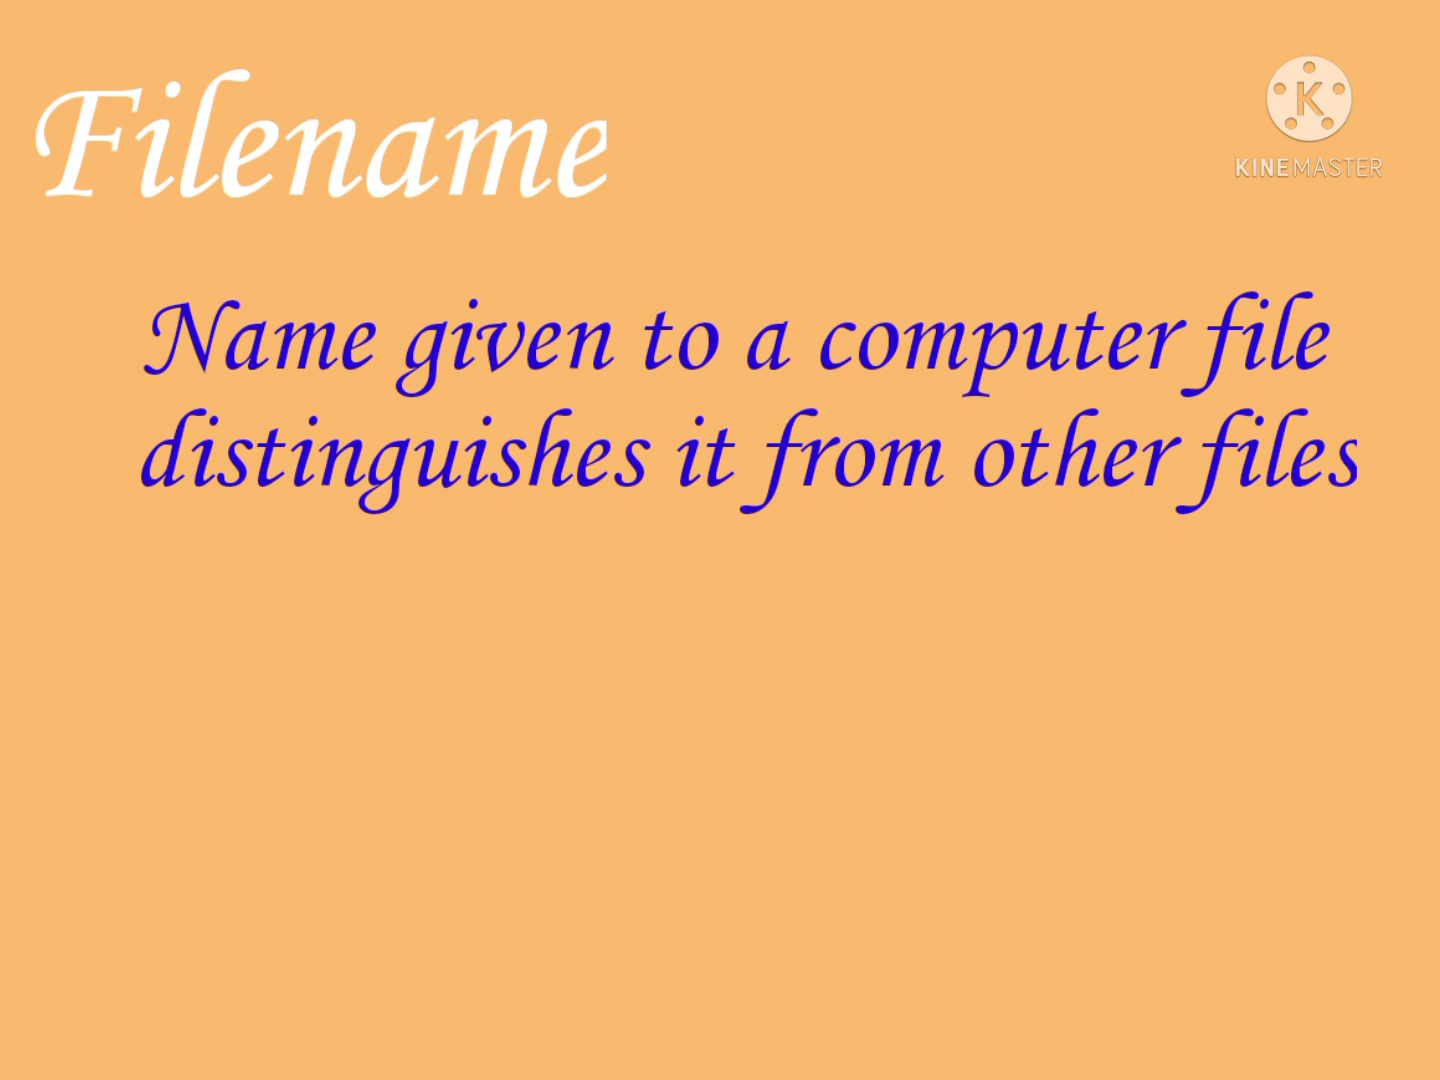 Filename
K
KINEMASTER
Name given to a computer file
distinguishes it from other files